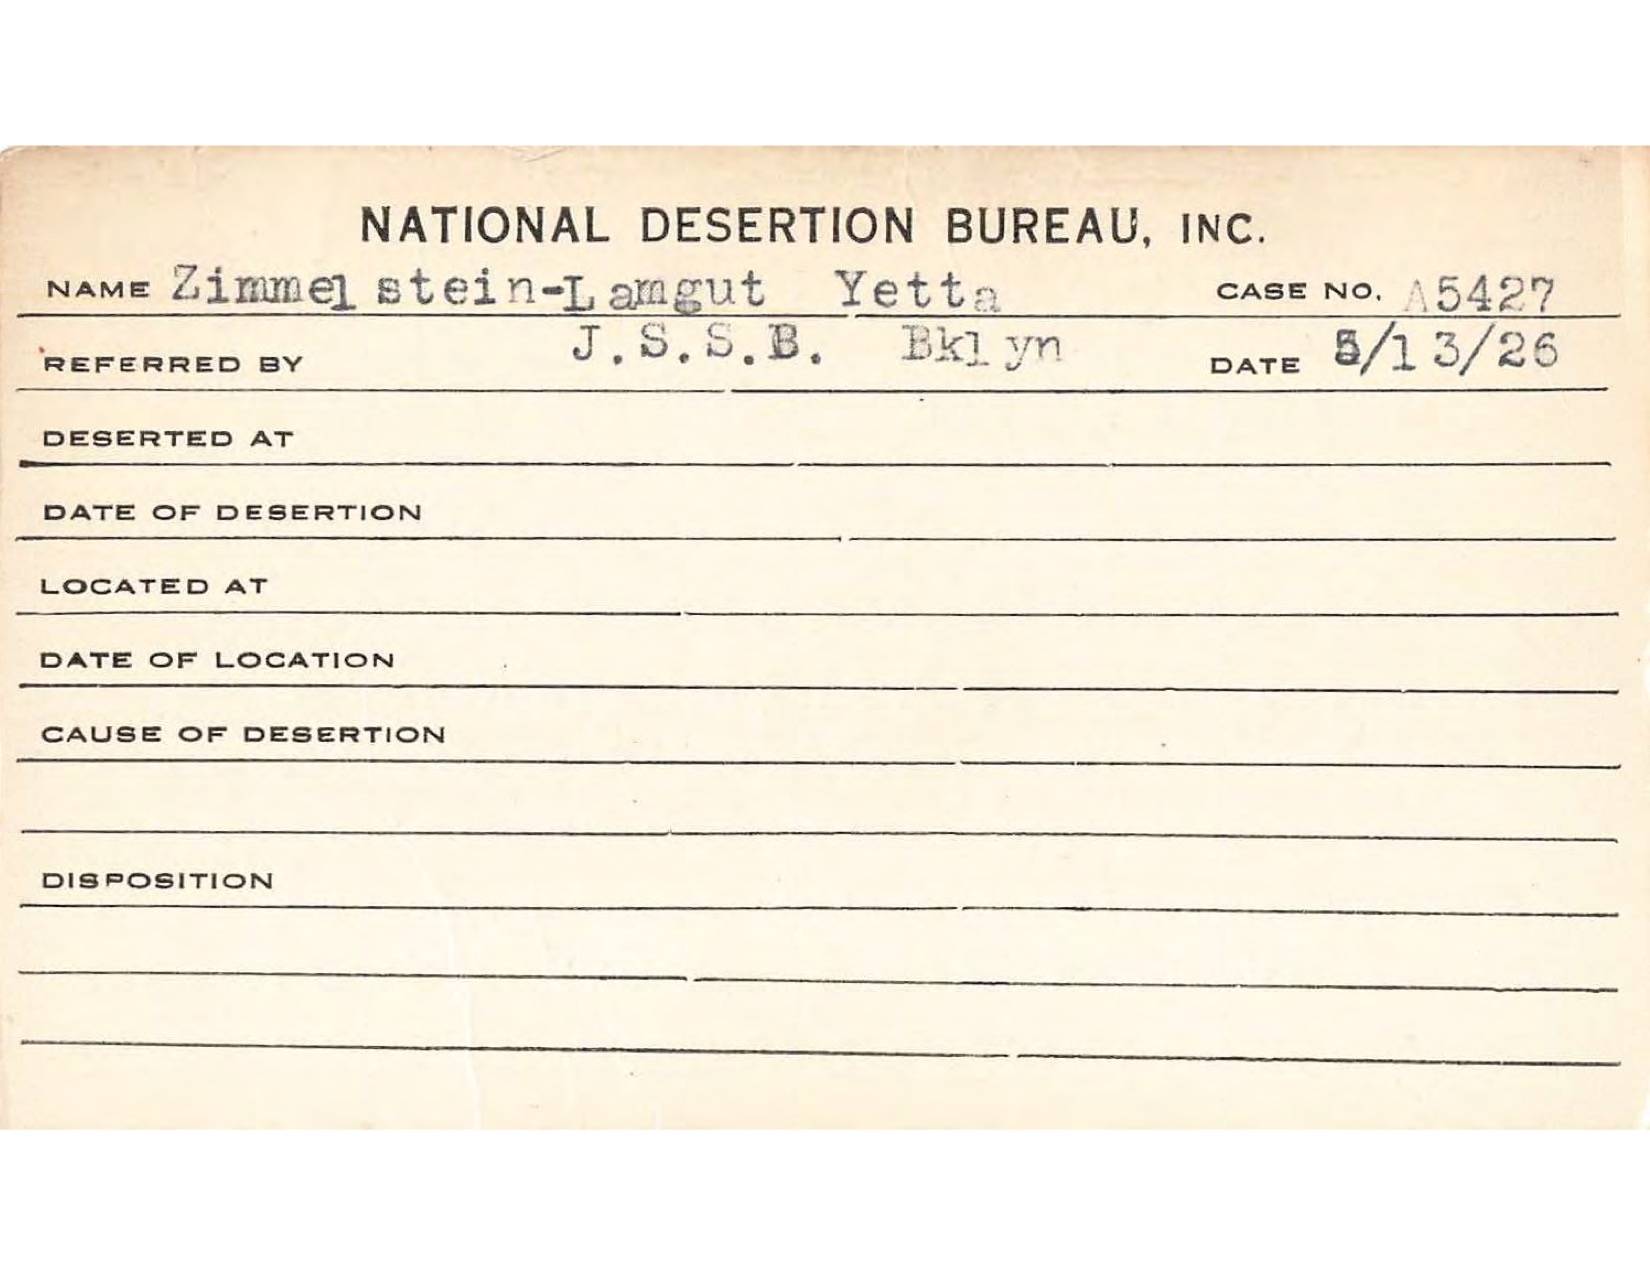 NATIONAL DESERTION BUREAU, INC.
NAME Zimmelstein-Lamgut Yetta CASE NO. A5427
REFERRED BY J.S.S.B. Bklyn DATE 5/13/26
DESERTED AT
DATE OF DESERTION
LOCATED AT
DATE OF LOCATION
CAUSE OF DESERTION
DISPOSITION